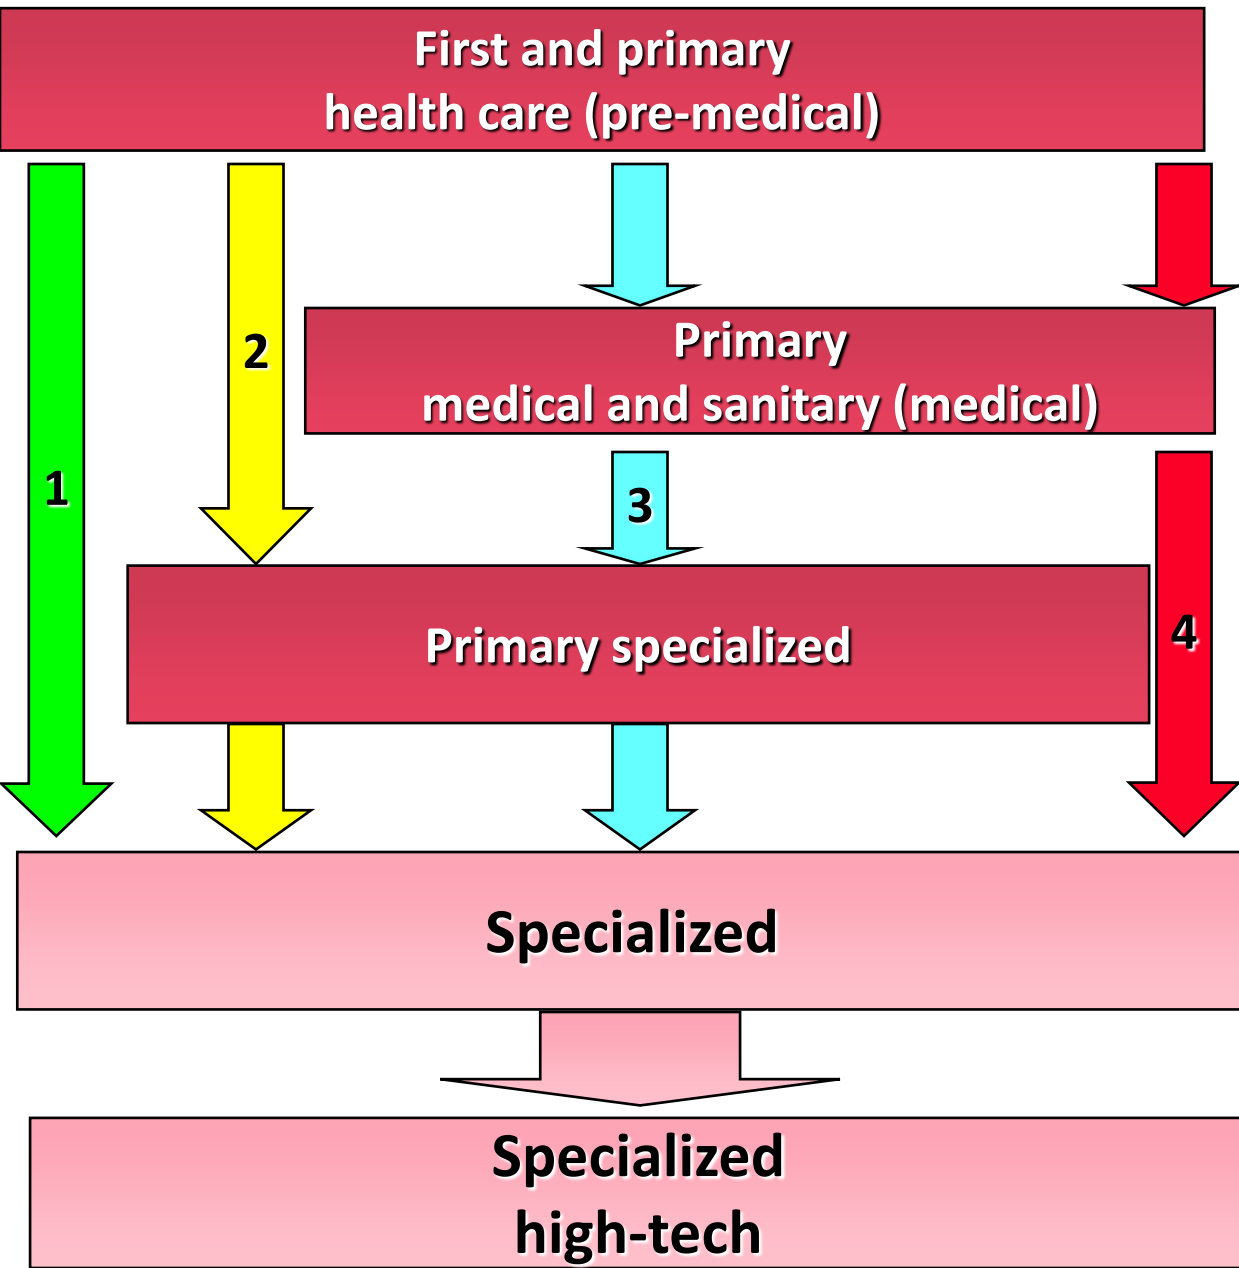 First and primary
health care (pre-medical)
2
Primary
medical and sanitary (medical)
1
3
Primary specialized
4
Specialized
Specialized
high-tech